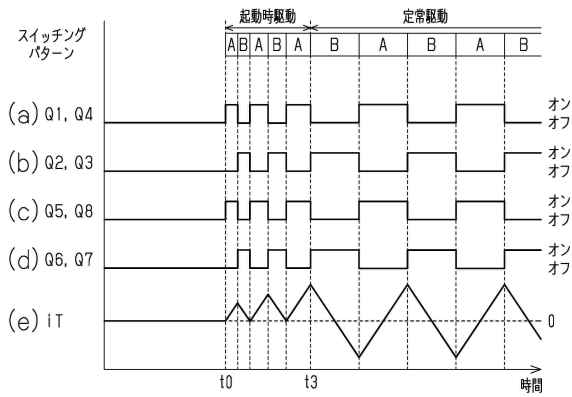 起動時駆動 定常駆動
スイッチング
パターン
A B A B A B A B A B
(a) Q1, Q4 オン
オフ
(b) Q2, Q3 オン
オフ
(c) Q5, Q8 オン
オフ
(d) Q6, Q7 オン
オフ
(e) iT 0
t0 t3 時間